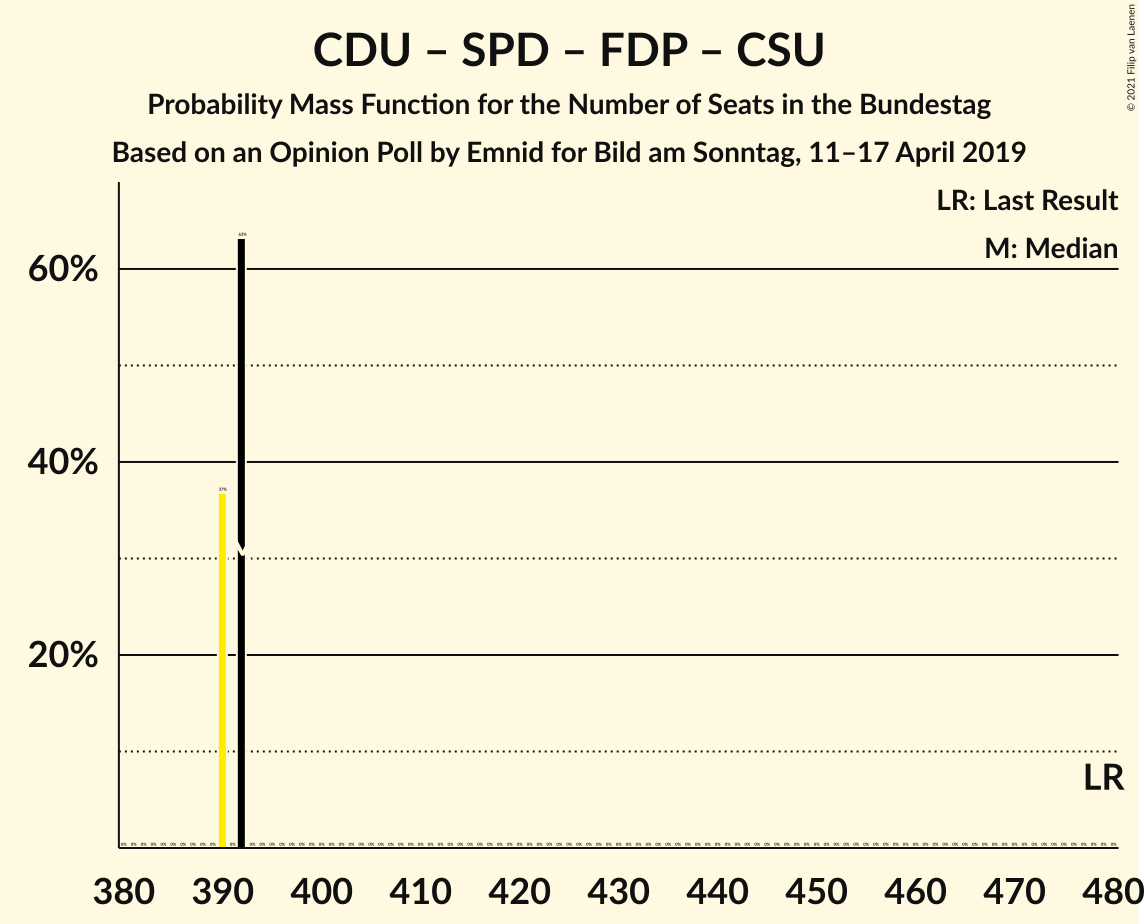 CDU – SPD – FDP – CSU
Probability Mass Function for the Number of Seats in the Bundestag
Based on an Opinion Poll by Emnid for Bild am Sonntag, 11–17 April 2019
© 2021 Filip van Laenen
LR: Last Result
M: Median
63%
60%
40%
37%
M
20%
LR
380 390 400 410 420 430 440 450 460 470 480